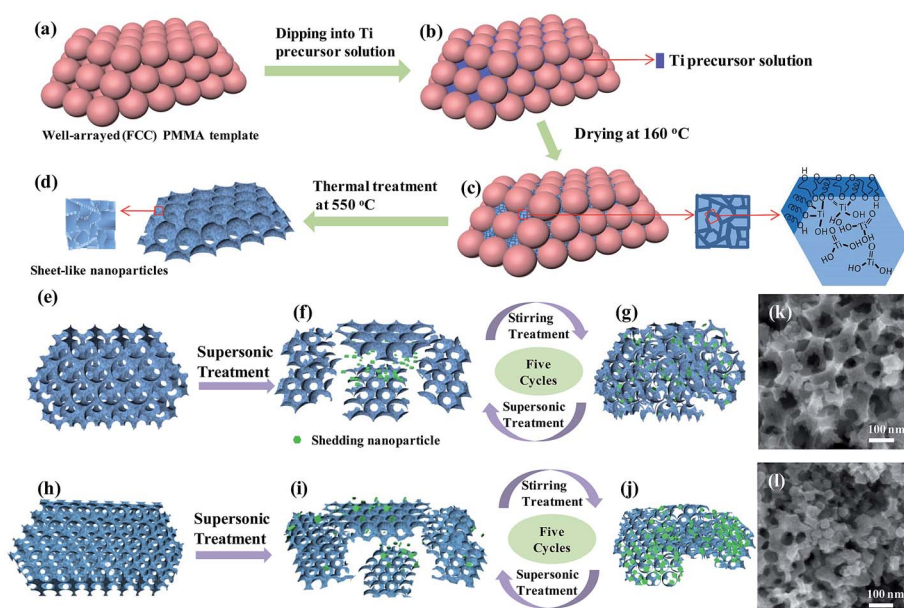 (a)
Dipping into Ti
precursor solution
(b)
Ti precursor solution
Well-arrayed (FCC) PMMA template
Drying at 160 °C
(d)
Thermal treatment
at 550 °C
(c)
Sheet-like nanoparticles
(e)
Supersonic
Treatment
(f)
Stirring
Treatment
Five
Cycles
Supersonic
Treatment
(g)
(k)
100 nm
Shedding nanoparticle
(h)
Supersonic
Treatment
(i)
Stirring
Treatment
Five
Cycles
Supersonic
Treatment
(j)
(l)
100 nm